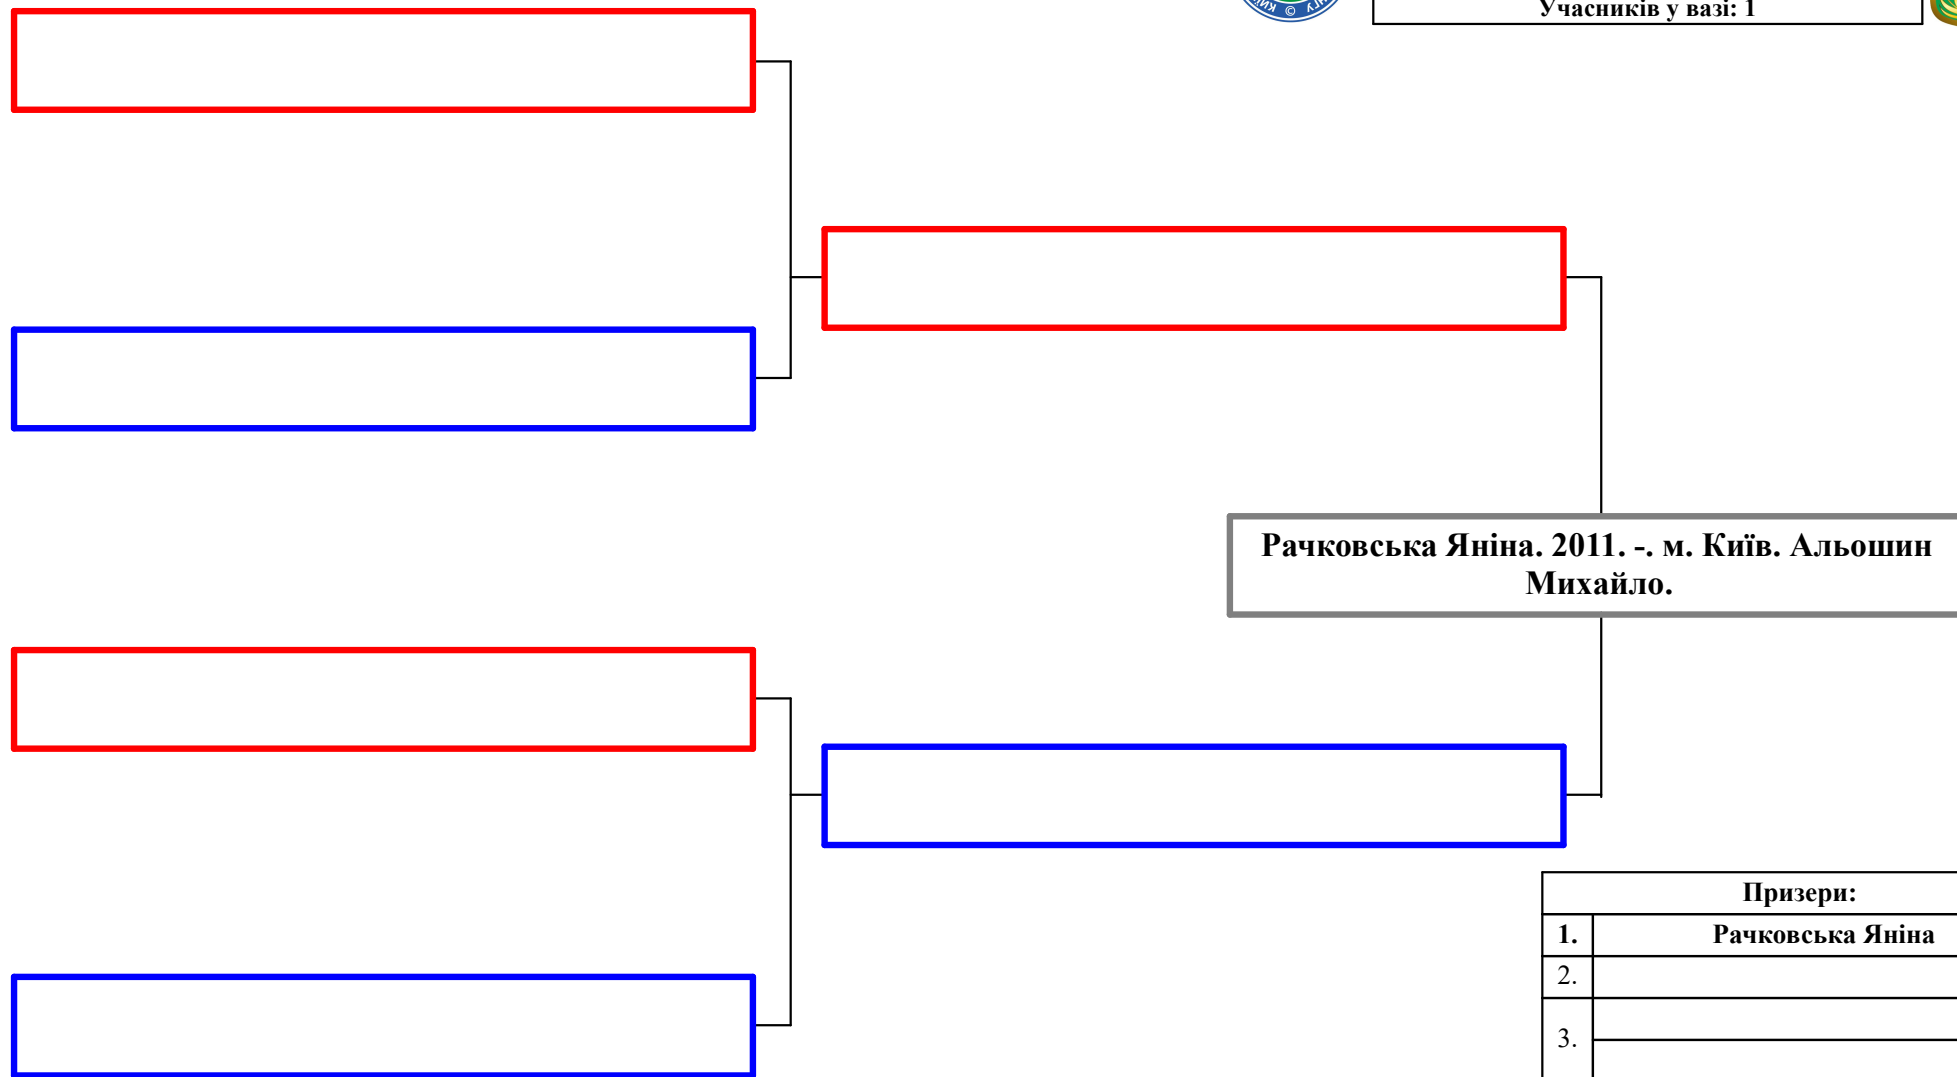 Учасників у вазі: 1
Рачковська Яніна. 2011. -. м. Київ. Альошин
Михайло.
Призери:
1. Рачковська Яніна
2.
3.